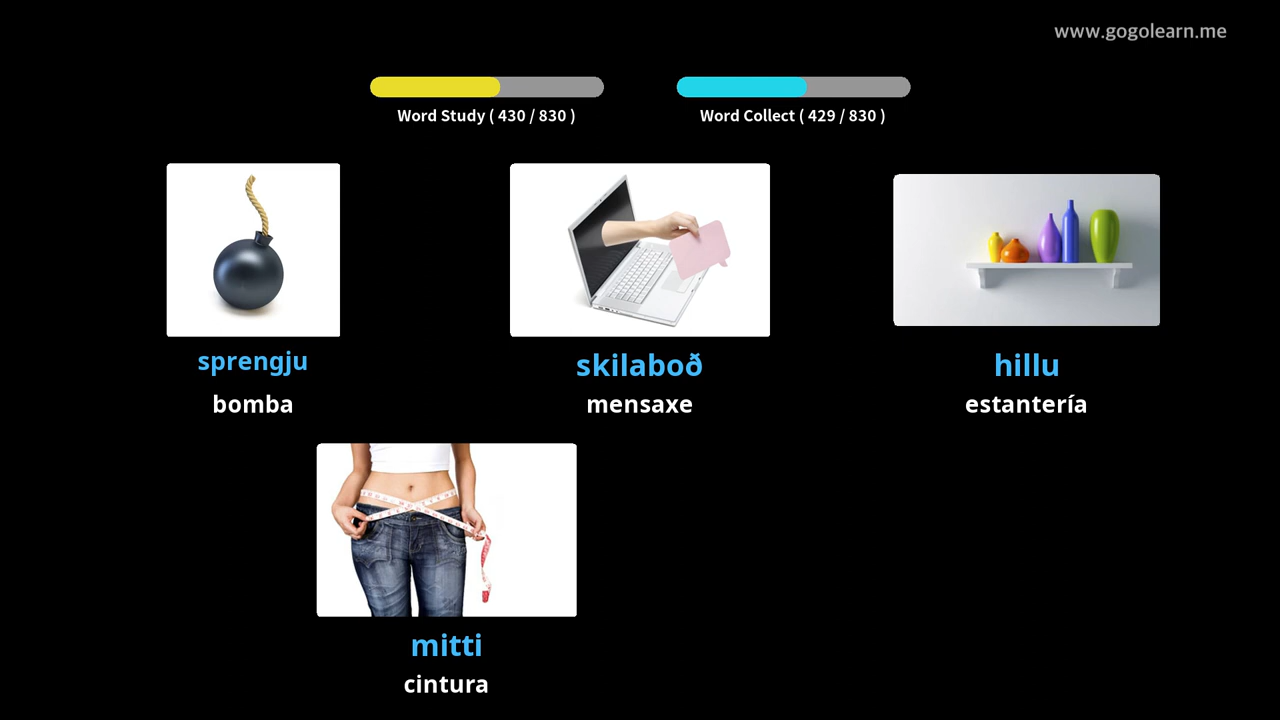 www.gogolearn.me
Word Study ( 430 / 830 )
Word Collect ( 429 / 830 )
sprengju
bomba
skilaboð
mensaxe
hillu
estantería
mitti
cintura